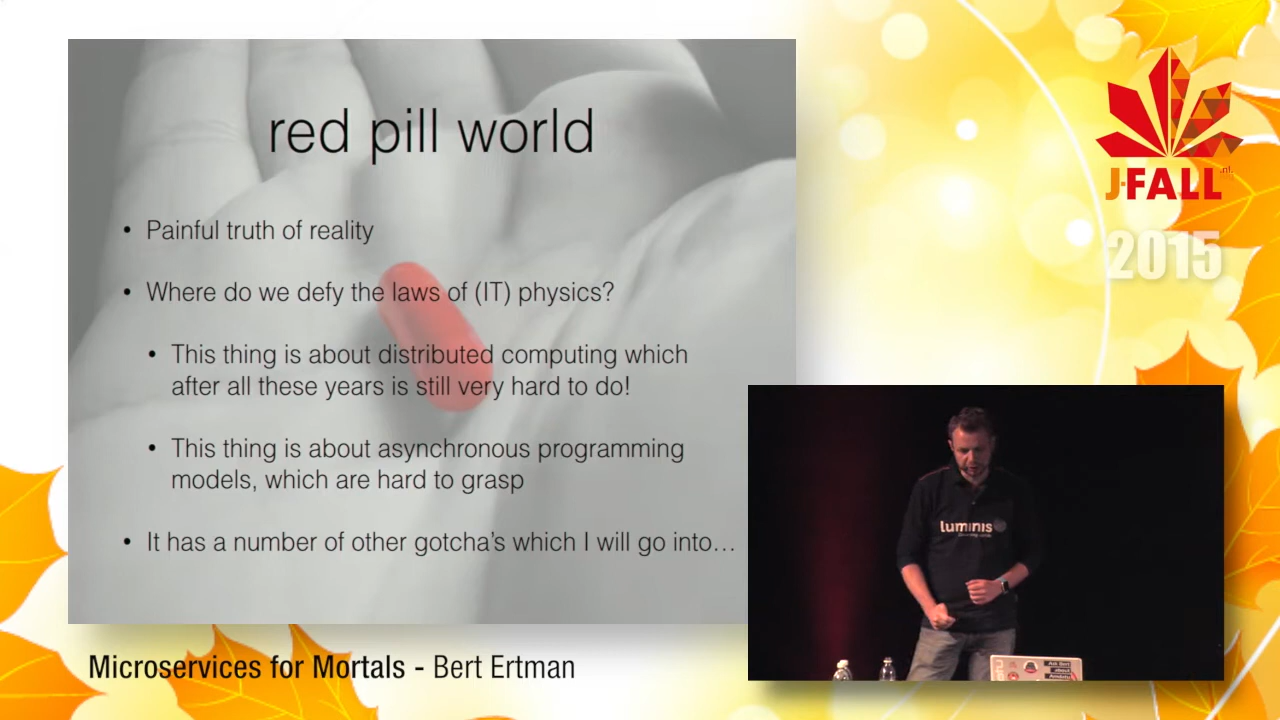 red pill world
• Painful truth of reality
• Where do we defy the laws of (IT) physics?
• This thing is about distributed computing which
after all these years is still very hard to do!
• This thing is about asynchronous programming
models, which are hard to grasp
• It has a number of other gotcha's which I will go into…
J-FALL
.nl
2015
luminis
Microservices for Mortals - Bert Ertman